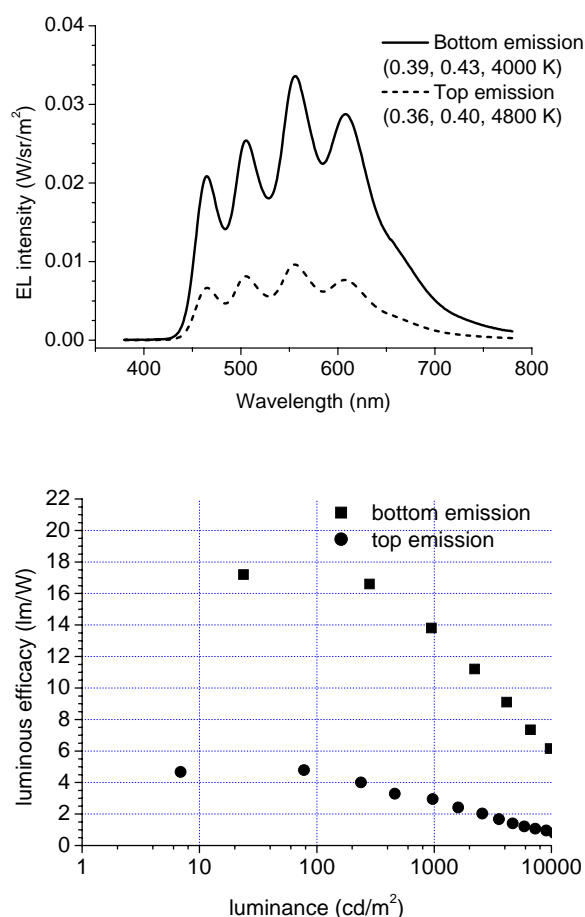 0.04
0.03
0.02
0.01
0.00
EL intensity (W/sr/m²)
Bottom emission
(0.39, 0.43, 4000 K)
Top emission
(0.36, 0.40, 4800 K)
400 500 600 700 800
Wavelength (nm)
22
20
18
16
14
12
10
8
6
4
2
0
luminous efficacy (lm/W)
bottom emission
top emission
1 10 100 1000 10000
luminance (cd/m²)